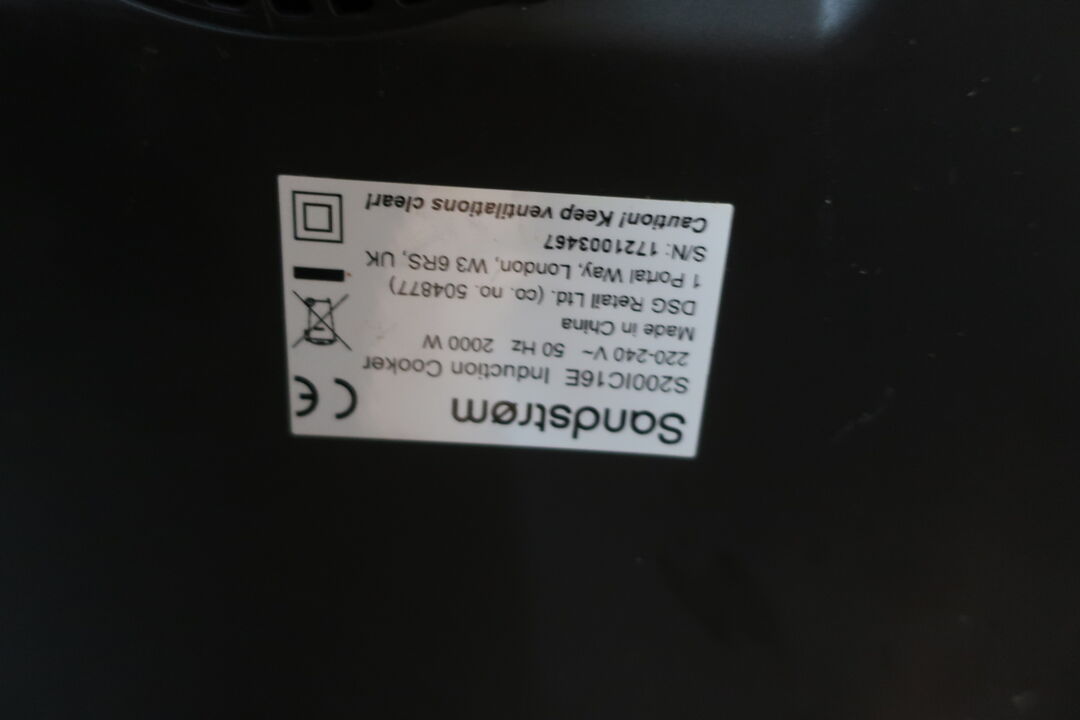 Sandstrøm
S200IC16E Induction Cooker
220-240 V~ 50 Hz 2000 W
Made in China
DSG Retail Ltd. (co. no. 504877)
1 Portal Way, London, W3 6RS, UK
S/N: 1721003467
Caution! Keep ventilations clear!
CE